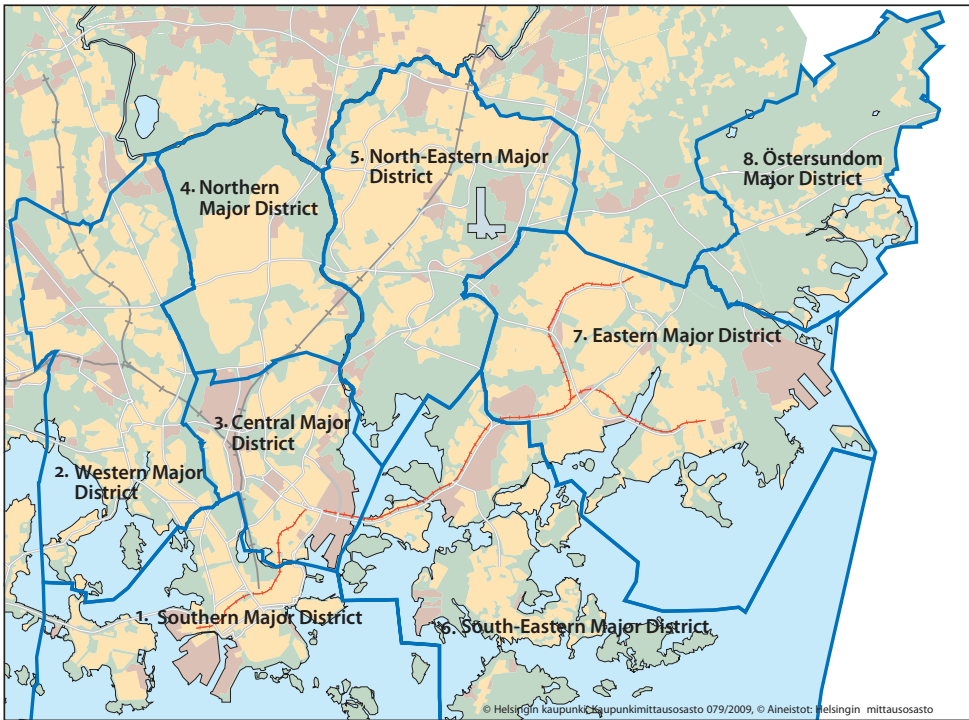 5. North-Eastern Major
District
8. Östersundom
Major District
4. Northern
Major District
7. Eastern Major District
3. Central Major
District
2. Western Major
District
1. Southern Major District
6. South-Eastern Major District
© Helsingin kaupunki, Kaupunkimittausosasto 079/2009, © Aineistot: Helsingin mittausosasto